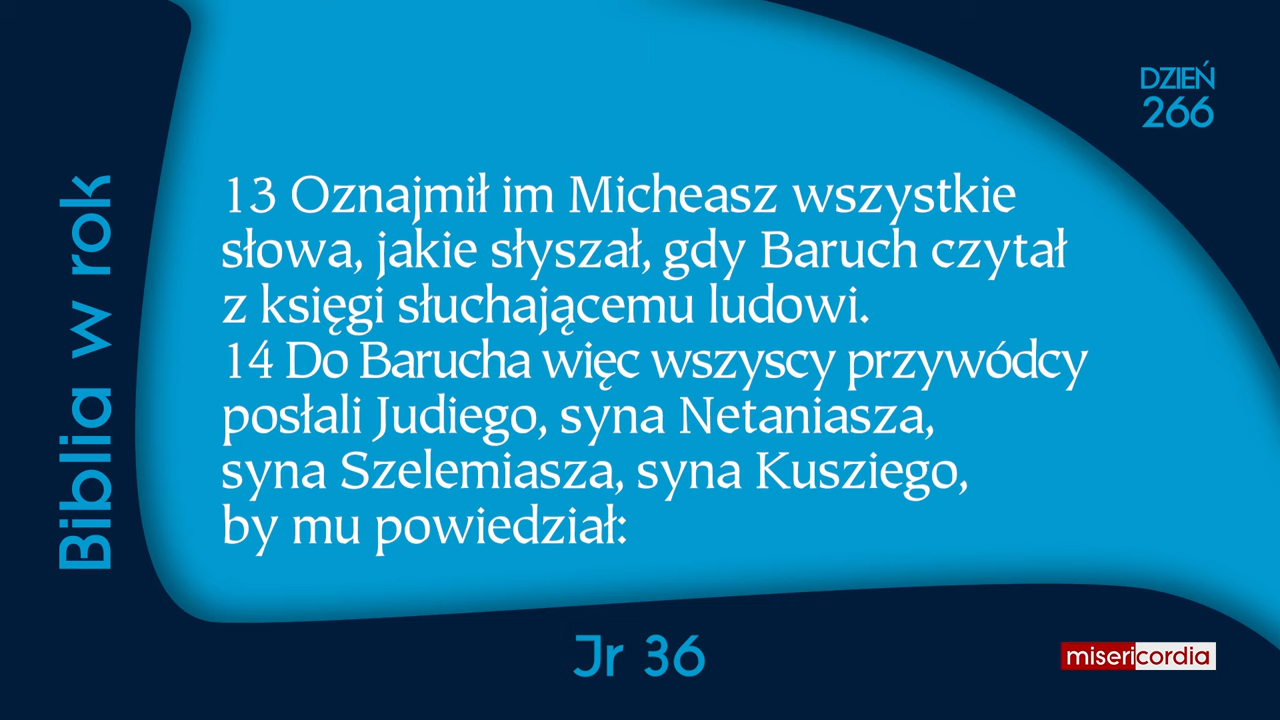 DZIEŃ
266
Biblia w rok
13 Oznajmił im Micheasz wszystkie
słowa, jakie słyszał, gdy Baruch czytał
z księgi słuchającemu ludowi.
14 Do Barucha więc wszyscy przywódcy
posłali Judiego, syna Netaniasza,
syna Szelemiasza, syna Kusziego,
by mu powiedział:
Jr 36
misericordia